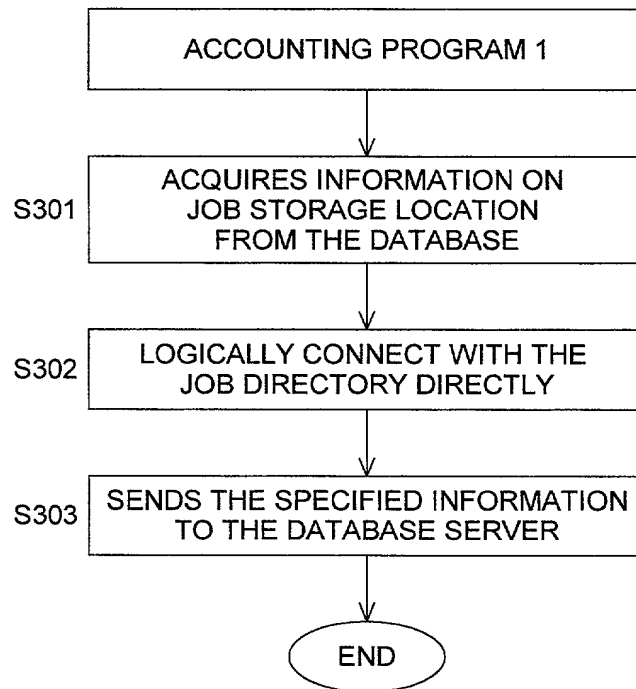 ACCOUNTING PROGRAM 1
S301
ACQUIRES INFORMATION ON
JOB STORAGE LOCATION
FROM THE DATABASE
S302
LOGICALLY CONNECT WITH THE
JOB DIRECTORY DIRECTLY
S303
SENDS THE SPECIFIED INFORMATION
TO THE DATABASE SERVER
END